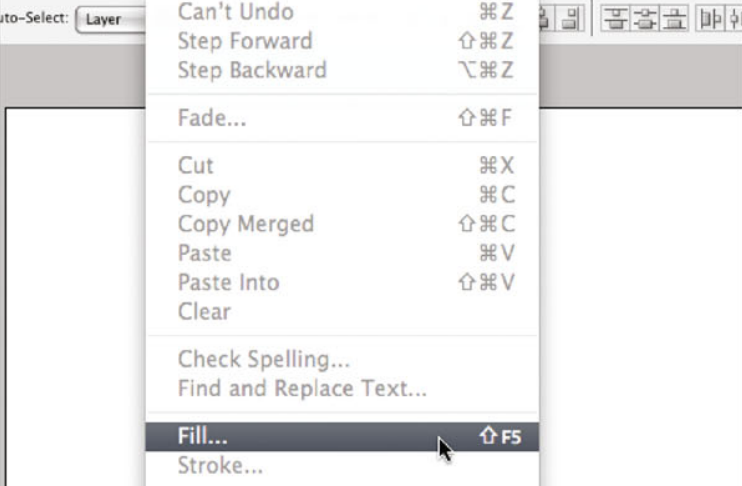 uto-Select: Layer
Can't Undo ⌘Z
Step Forward ⇧⌘Z
Step Backward ⌥⌘Z
Fade... ⇧⌘F
Cut ⌘X
Copy ⌘C
Copy Merged ⇧⌘C
Paste ⌘V
Paste Into ⇧⌘V
Clear
Check Spelling...
Find and Replace Text...
Fill... ⇧F5
Stroke...